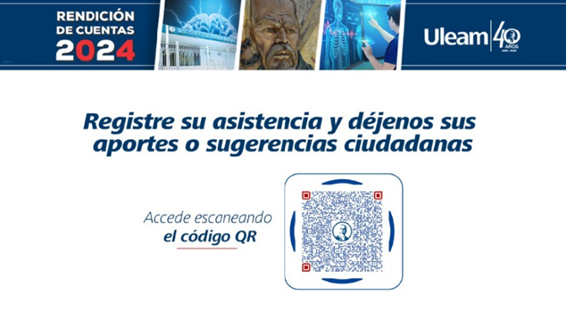 RENDICIÓN
DE CUENTAS
2024
Uleam 40
AÑOS
Registre su asistencia y déjenos sus
aportes o sugerencias ciudadanas
Accede escaneando
el código QR